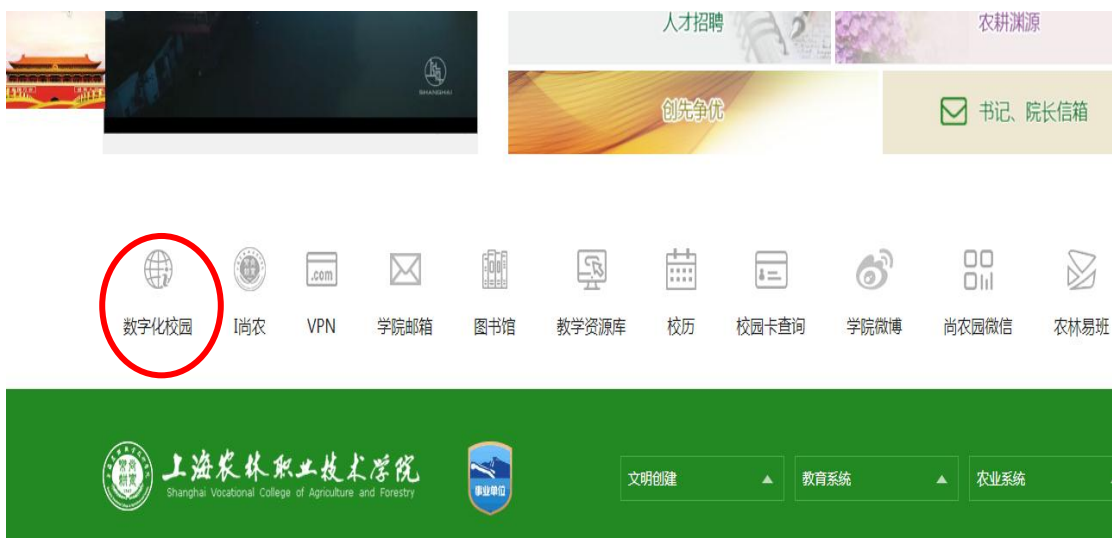 人才招聘
农耕渊源
SHANGHAI
创先争优
书记、院长信箱
.com
数字化校园
I尚农
VPN
学院邮箱
图书馆
教学资源库
校历
校园卡查询
学院微博
尚农园微信
农林易班
上海农林职业技术学院
Shanghai Vocational College of Agriculture and Forestry
事业单位
文明创建
教育系统
农业系统